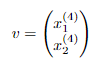 v = \begin{pmatrix} x_1^{(4)} \\ x_2^{(4)} \end{pmatrix}